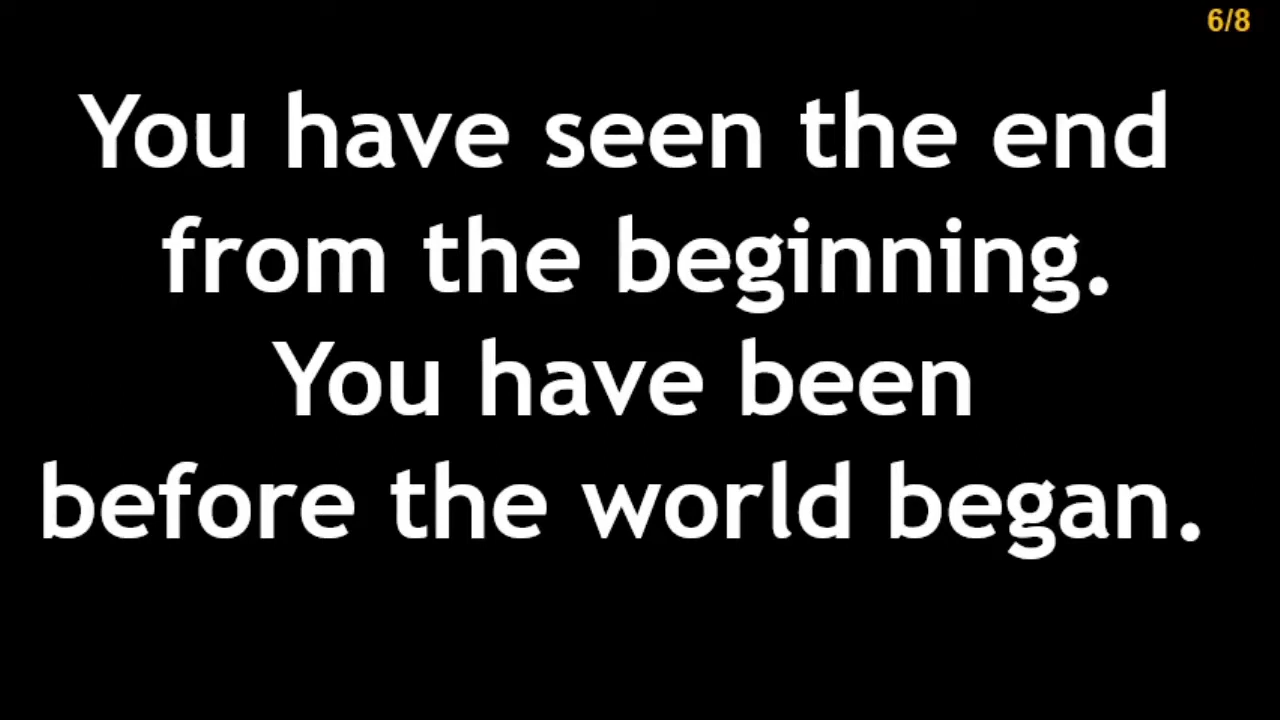 6/8
You have seen the end
from the beginning.
You have been
before the world began.